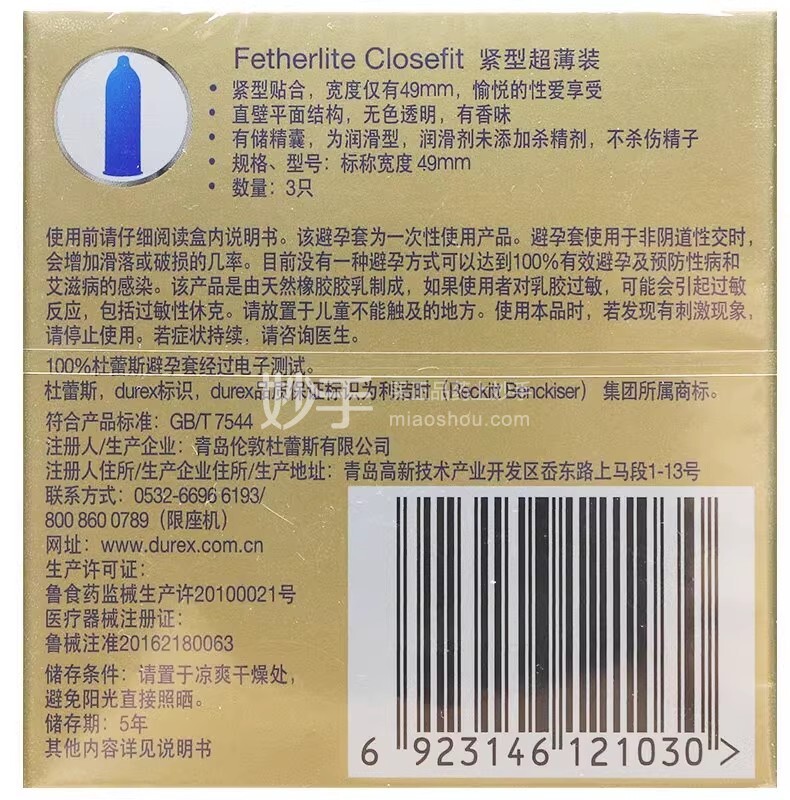 Fetherlite Closefit 紧型超薄装
• 紧型贴合，宽度仅有49mm，愉悦的性爱享受
• 直壁平面结构，无色透明，有香味
• 有储精囊，为润滑型，润滑剂未添加杀精剂，不杀伤精子
• 规格、型号：标称宽度 49mm
• 数量：3只
使用前请仔细阅读盒内说明书。该避孕套为一次性使用产品。避孕套使用于非阴道性交时，
会增加滑落或破损的几率。目前没有一种避孕方式可以达到100%有效避孕及预防性病和
艾滋病的感染。该产品是由天然橡胶胶乳制成，如果使用者对乳胶过敏，可能会引起过敏
反应，包括过敏性休克。请放置于儿童不能触及的地方。使用本品时，若发现有刺激现象，
请停止使用。若症状持续，请咨询医生。
100%杜蕾斯避孕套经过电子测试。
杜蕾斯，durex标识，durex品质保证标识为利洁时（Reckitt Benckiser）集团所属商标。
妙手
miaoshou.com
符合产品标准：GB/T 7544
注册人/生产企业：青岛伦敦杜蕾斯有限公司
注册人住所/生产企业住所/生产地址：青岛高新技术产业开发区岙东路上马段1-13号
联系方式：0532-6696 6193/
800 860 0789（限座机）
网址：www.durex.com.cn
生产许可证：
鲁食药监械生产许20100021号
医疗器械注册证：
鲁械注准20162180063
储存条件：请置于凉爽干燥处，
避免阳光直接照晒。
储存期：5年
其他内容详见说明书
6 923146 121030 >